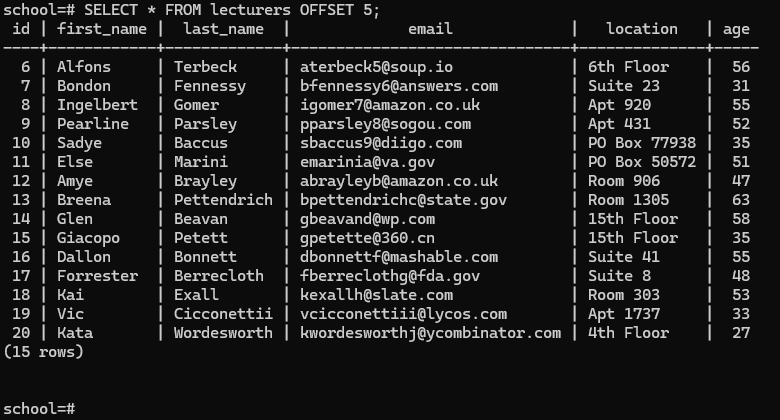 school=# SELECT * FROM lecturers OFFSET 5;
 id | first_name |  last_name  |            email             |   location   | age
----+------------+-------------+------------------------------+--------------+-----
  6 | Alfons     | Terbeck     | aterbeck5@soup.io            | 6th Floor    |  56
  7 | Bondon     | Fennessy    | bfennessy6@answers.com       | Suite 23     |  31
  8 | Ingelbert  | Gomer       | igomer7@amazon.co.uk         | Apt 920      |  55
  9 | Pearline   | Parsley     | pparsley8@sogou.com          | Apt 431      |  52
 10 | Sadye      | Baccus      | sbaccus9@diigo.com           | PO Box 77938 |  35
 11 | Else       | Marini      | emarinia@va.gov              | PO Box 50572 |  51
 12 | Amye       | Brayley     | abrayleyb@amazon.co.uk       | Room 906     |  47
 13 | Breena     | Pettendrich | bpettendrichc@state.gov      | Room 1305    |  63
 14 | Glen       | Beavan      | gbeavand@wp.com              | 15th Floor   |  58
 15 | Giacopo    | Petett      | gpetette@360.cn              | 15th Floor   |  35
 16 | Dallon     | Bonnett     | dbonnettf@mashable.com       | Suite 41     |  55
 17 | Forrester  | Berrecloth  | fberreclothg@fda.gov         | Suite 8      |  48
 18 | Kai        | Exall       | kexallh@slate.com            | Room 303     |  53
 19 | Vic        | Cicconettii | vcicconettiii@lycos.com      | Apt 1737     |  33
 20 | Kata       | Wordesworth | kwordesworthj@ycombinator.com | 4th Floor    |  27
(15 rows)
school=#